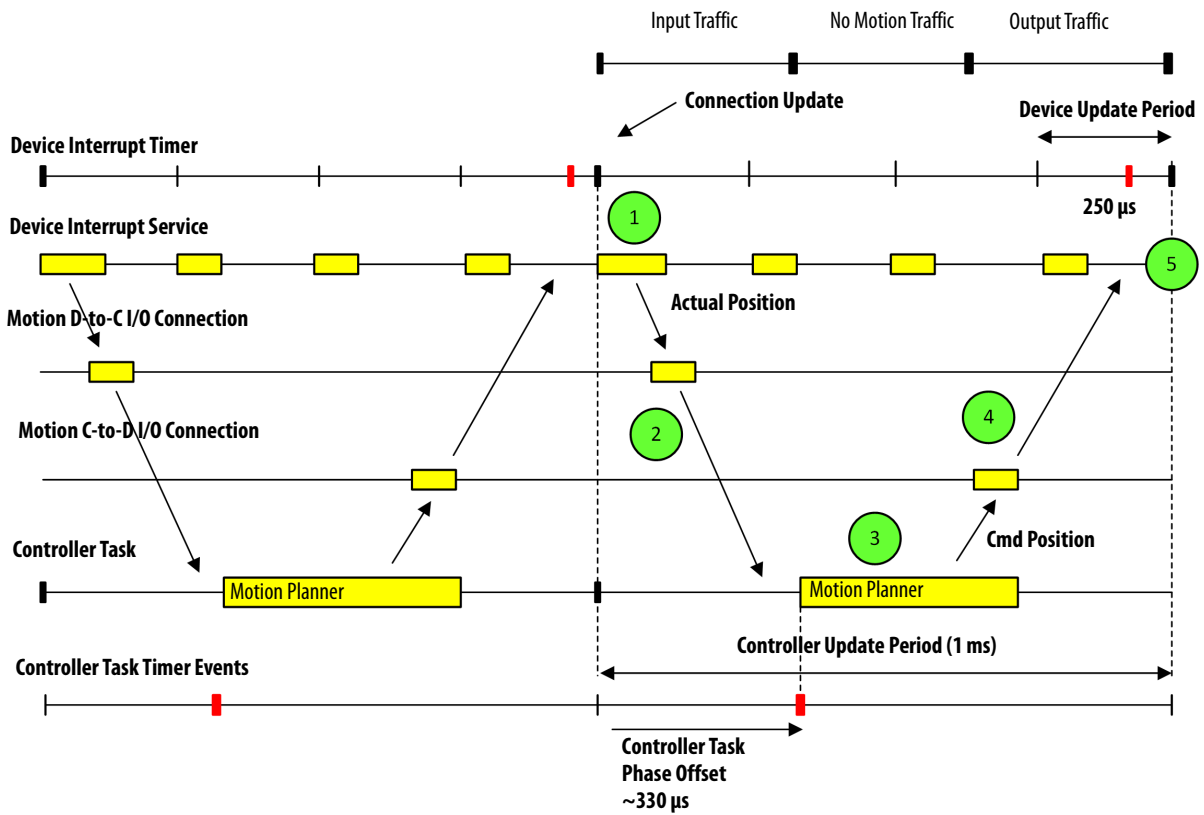 Input Traffic
No Motion Traffic
Output Traffic
Connection Update
Device Update Period
Device Interrupt Timer
250 µs
1
Device Interrupt Service
5
Actual Position
Motion D-to-C I/O Connection
4
2
Motion C-to-D I/O Connection
3
Cmd Position
Controller Task
Motion Planner
Motion Planner
Controller Update Period (1 ms)
Controller Task Timer Events
Controller Task
Phase Offset
~330 µs